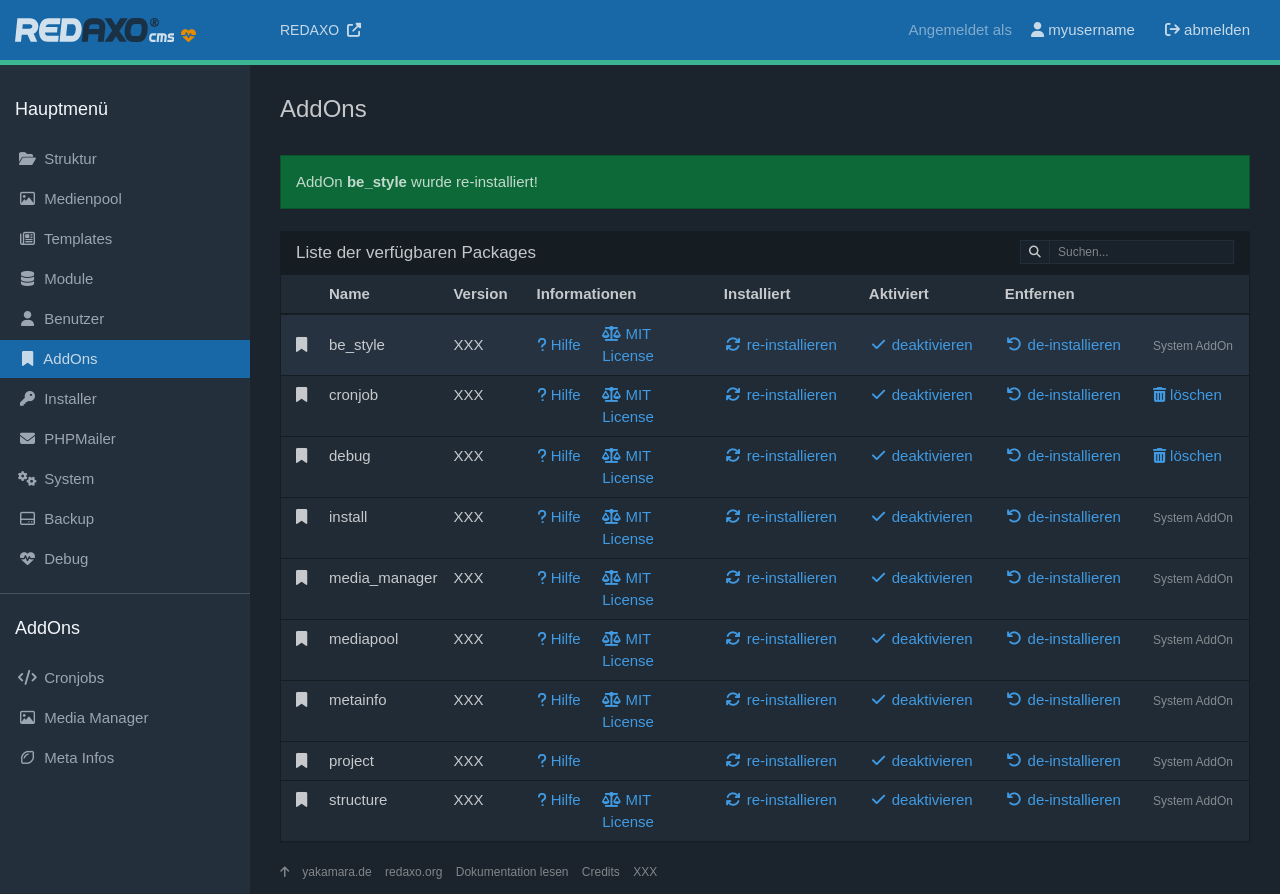 REDAXO® cms REDAXO Angemeldet als myusername abmelden
Hauptmenü
Struktur
Medienpool
Templates
Module
Benutzer
AddOns
Installer
PHPMailer
System
Backup
Debug
AddOns
Cronjobs
Media Manager
Meta Infos
AddOns
AddOn be_style wurde re-installiert!
Liste der verfügbaren Packages Suchen...
Name Version Informationen Installiert Aktiviert Entfernen
be_style XXX Hilfe MIT License re-installieren deaktivieren de-installieren System AddOn
cronjob XXX Hilfe MIT License re-installieren deaktivieren de-installieren löschen
debug XXX Hilfe MIT License re-installieren deaktivieren de-installieren löschen
install XXX Hilfe MIT License re-installieren deaktivieren de-installieren System AddOn
media_manager XXX Hilfe MIT License re-installieren deaktivieren de-installieren System AddOn
mediapool XXX Hilfe MIT License re-installieren deaktivieren de-installieren System AddOn
metainfo XXX Hilfe MIT License re-installieren deaktivieren de-installieren System AddOn
project XXX Hilfe re-installieren deaktivieren de-installieren System AddOn
structure XXX Hilfe MIT License re-installieren deaktivieren de-installieren System AddOn
yakamara.de redaxo.org Dokumentation lesen Credits XXX